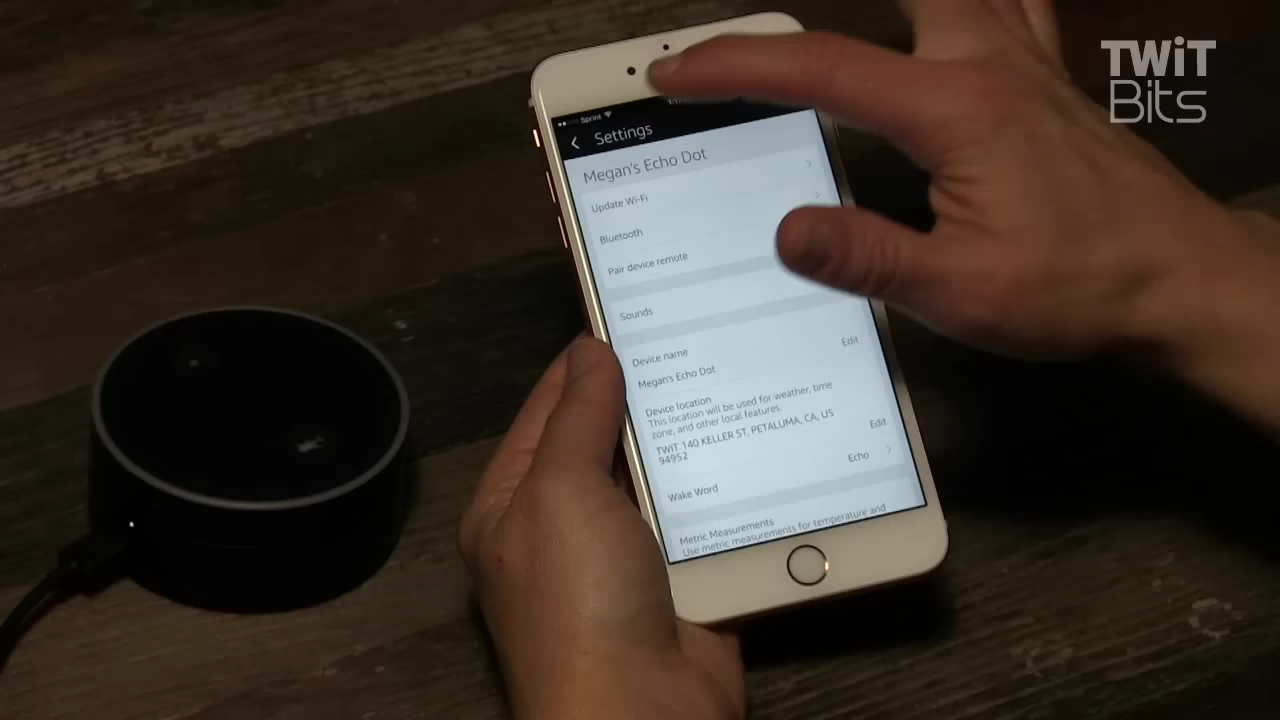 TWiT
Bits
Sprint
Settings
Megan's Echo Dot
Update Wi-Fi
Bluetooth
Pair device remote
Sounds
Device name
Edit
Megan's Echo Dot
Device location
This location will be used for weather, time
zone, and other local features.
TWIT 140 KELLER ST, PETALUMA, CA, US
94952
Edit
Wake Word
Echo
Metric Measurements
Use metric measurements for temperature and